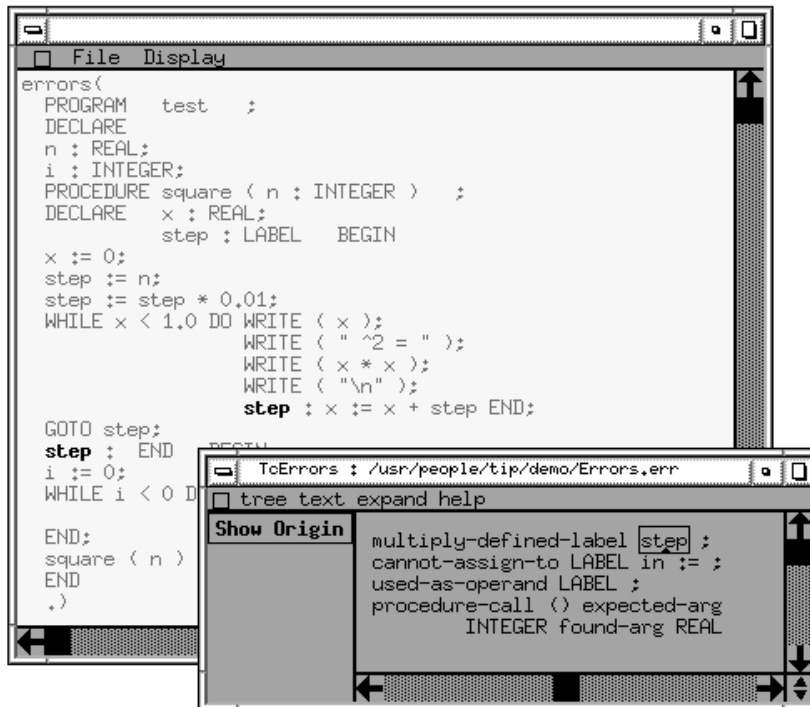 File Display
errors(
PROGRAM test ;
DECLARE
n : REAL;
i : INTEGER;
PROCEDURE square ( n : INTEGER ) ;
DECLARE x : REAL;
step : LABEL BEGIN
x := 0;
step := n;
step := step * 0.01;
WHILE x < 1.0 DO WRITE ( x );
WRITE ( " ^2 = " );
WRITE ( x * x );
WRITE ( "\n" );
step : x := x + step END;
GOTO step;
step : END BEGIN
i := 0;
WHILE i < 0 D
END;
square ( n )
END
.)
TcErrors : /usr/people/tip/demo/Errors.err
tree text expand help
Show Origin
multiply-defined-label step ;
cannot-assign-to LABEL in := ;
used-as-operand LABEL ;
procedure-call () expected-arg
INTEGER found-arg REAL